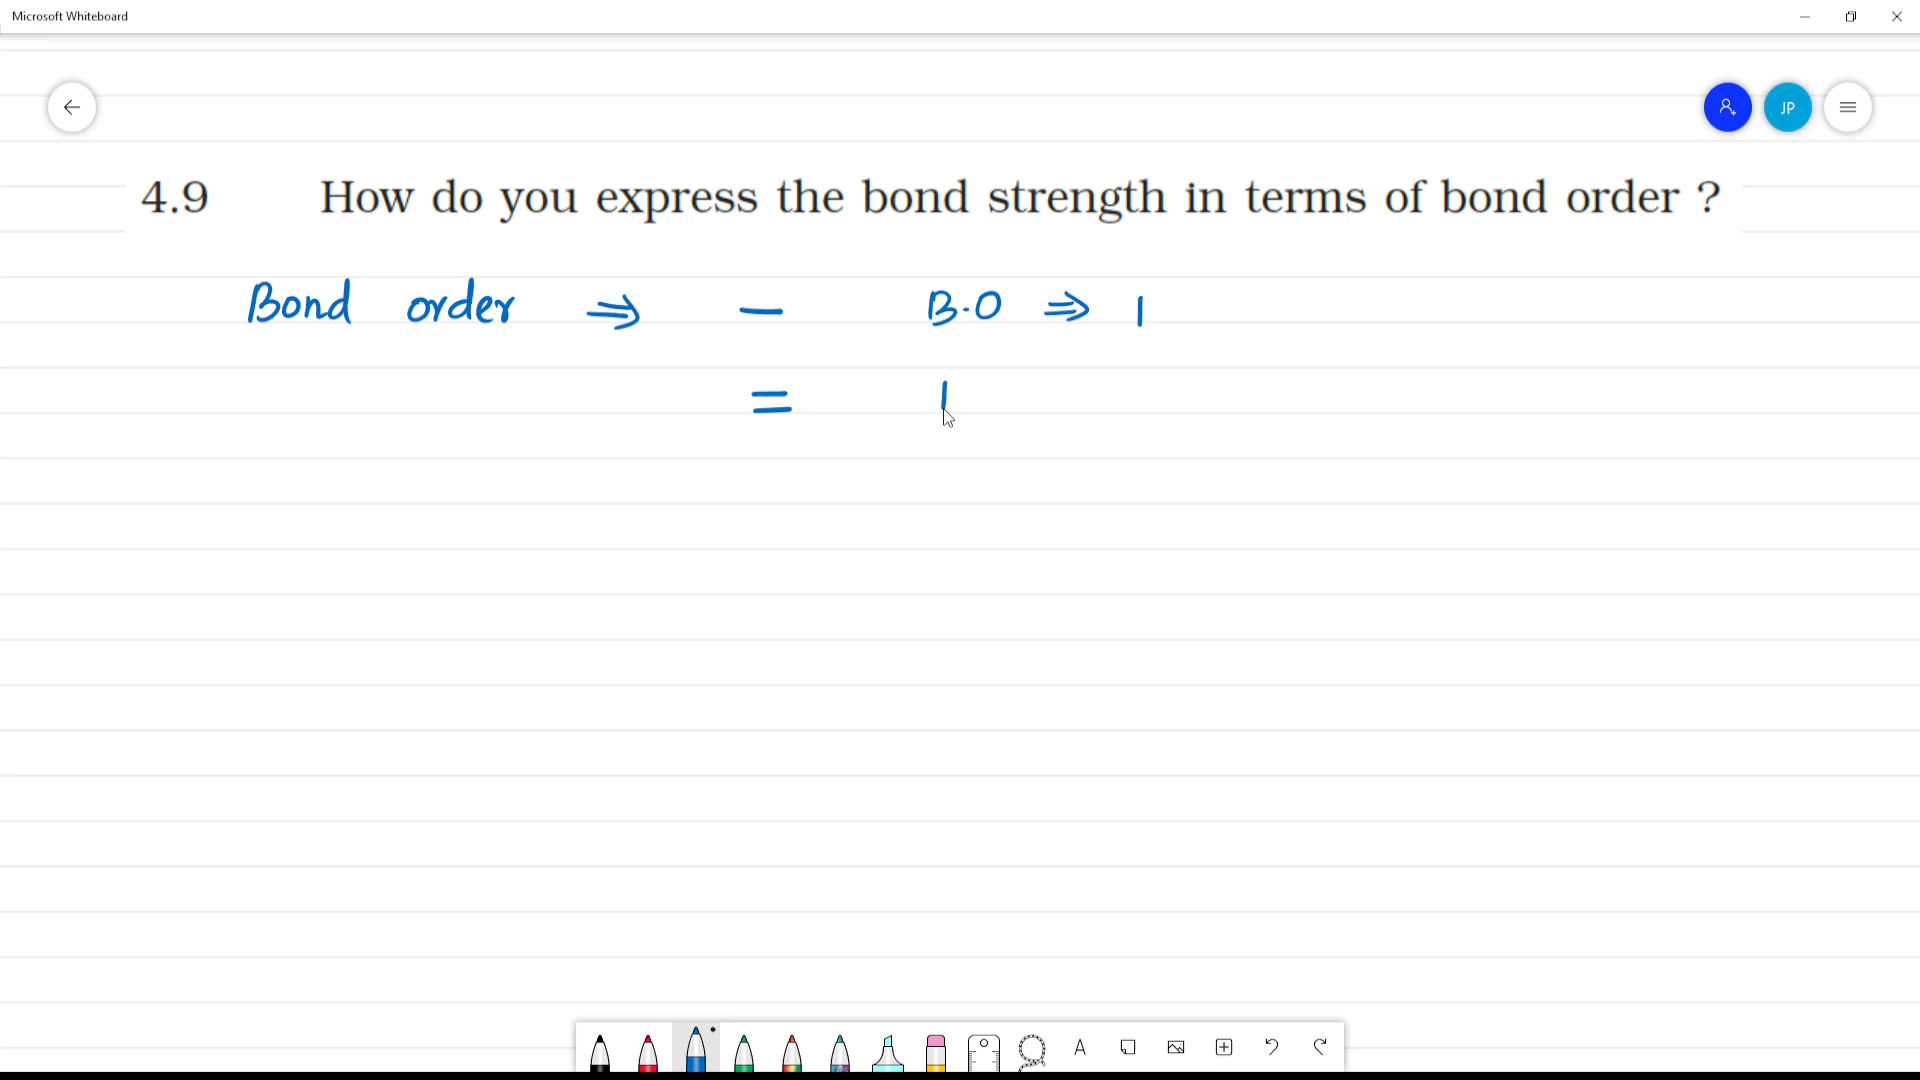 Microsoft Whiteboard
JP
4.9 How do you express the bond strength in terms of bond order ?
Bond order ⇒ — B.O ⇒ 1
=
A